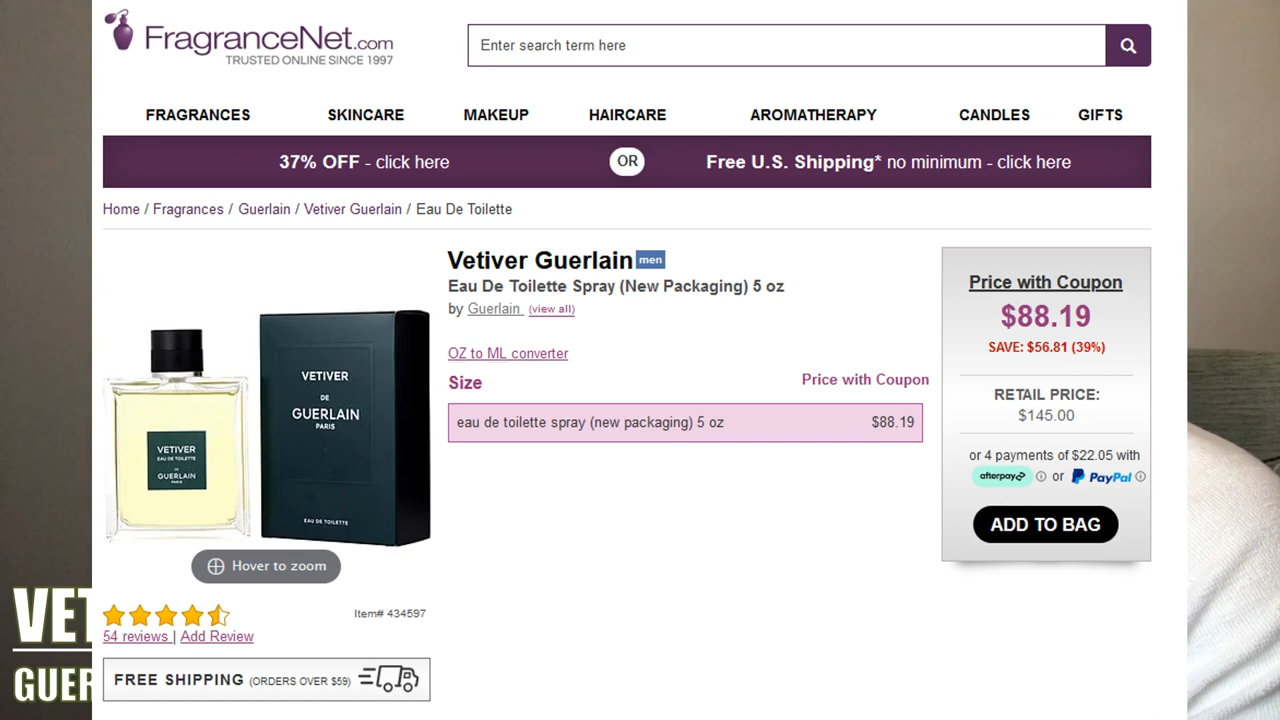 FragranceNet.com
TRUSTED ONLINE SINCE 1997
Enter search term here
FRAGRANCES SKINCARE MAKEUP HAIRCARE AROMATHERAPY CANDLES GIFTS
37% OFF - click here OR Free U.S. Shipping* no minimum - click here
Home / Fragrances / Guerlain / Vetiver Guerlain / Eau De Toilette
Vetiver Guerlain men
Eau De Toilette Spray (New Packaging) 5 oz
by Guerlain (view all)
OZ to ML converter
Size Price with Coupon
eau de toilette spray (new packaging) 5 oz $88.19
Price with Coupon
$88.19
SAVE: $56.81 (39%)
RETAIL PRICE:
$145.00
or 4 payments of $22.05 with
afterpay or PayPal
ADD TO BAG
VETIVER
EAU DE TOILETTE
DE
GUERLAIN
PARIS
VETIVER
DE
GUERLAIN
PARIS
EAU DE TOILETTE
Hover to zoom
Item# 434597
54 reviews | Add Review
FREE SHIPPING (ORDERS OVER $59)
VET
GUER